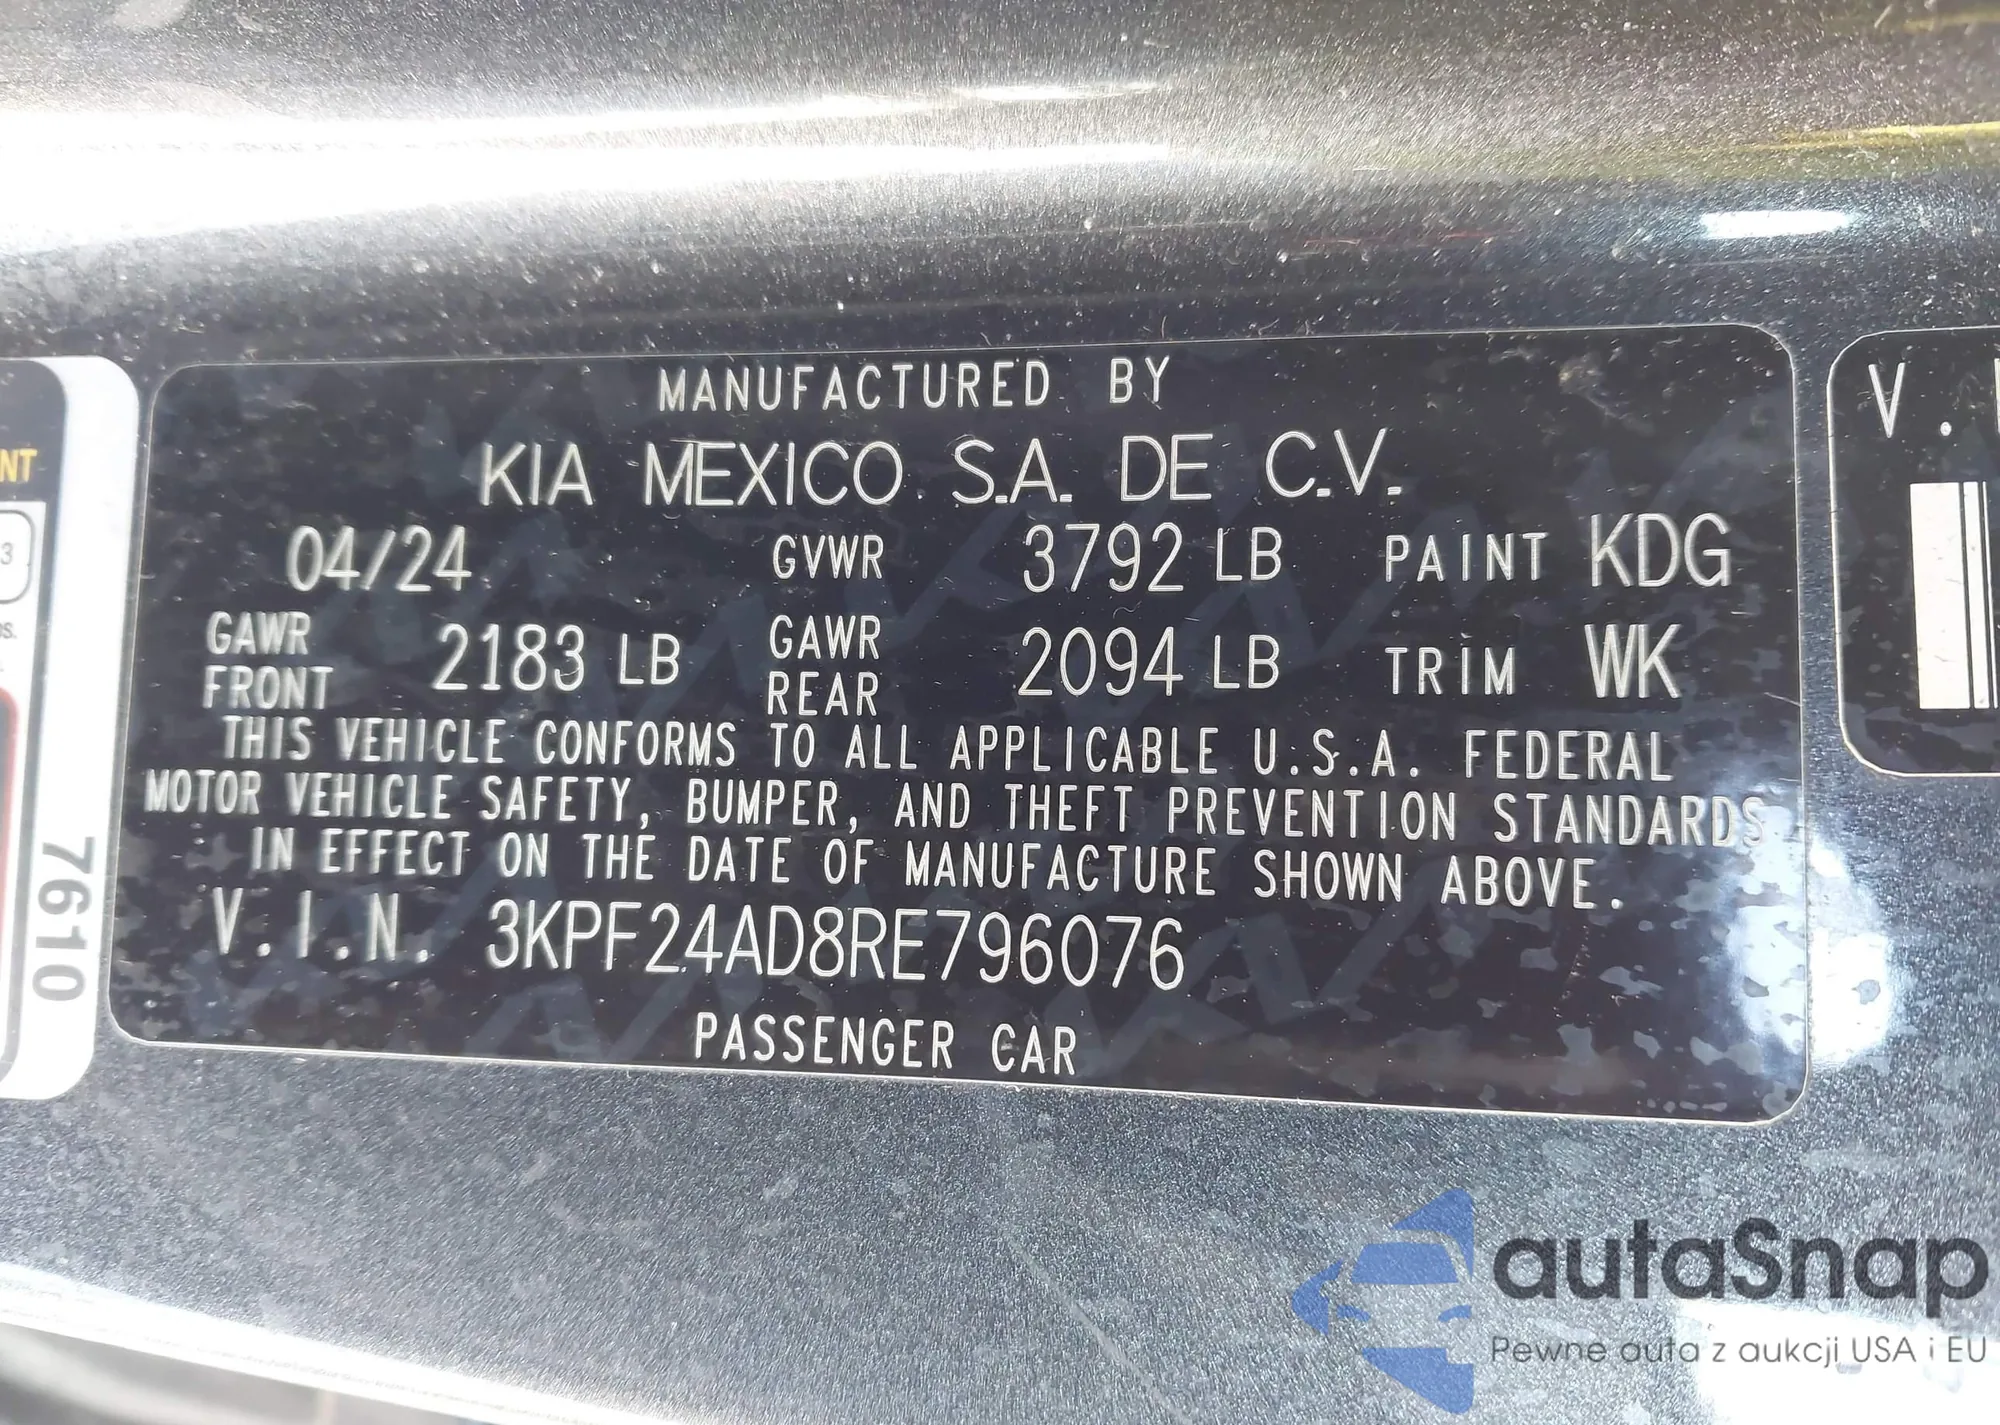 MANUFACTURED BY
KIA MEXICO S.A. DE C.V.
04/24 GVWR 3792 LB PAINT KDG
GAWR FRONT 2183 LB GAWR REAR 2094 LB TRIM WK
THIS VEHICLE CONFORMS TO ALL APPLICABLE U.S.A. FEDERAL
MOTOR VEHICLE SAFETY, BUMPER, AND THEFT PREVENTION STANDARDS
IN EFFECT ON THE DATE OF MANUFACTURE SHOWN ABOVE.
V.I.N. 3KPF24AD8RE796076
PASSENGER CAR
NT
3
7610
V.
autaSnap
Pewne auta z aukcji USA i EU